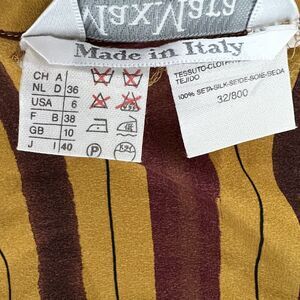 MaxMara
Made in Italy
CH A
NL D 36
USA 6
F B 38
GB 10
J I 40
TESSUTO-CLOTH
TEJIDO
100% SETA-SILK-SEIDE-SOIE-SEDA
32/800